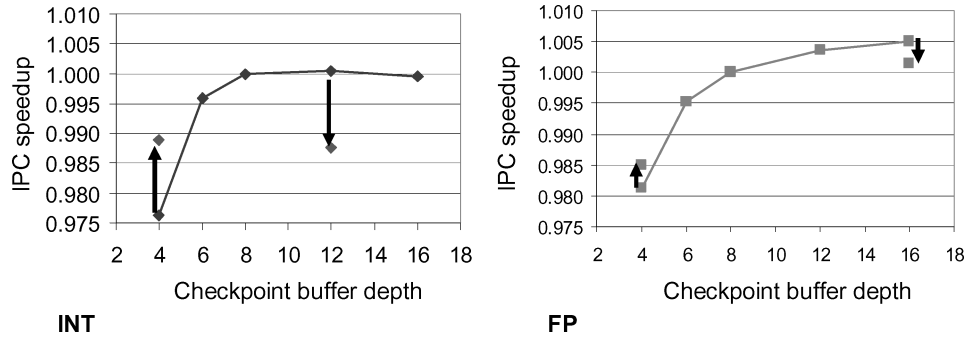 1.010
1.005
1.000
0.995
0.990
0.985
0.980
0.975
IPC speedup
2 4 6 8 10 12 14 16 18
Checkpoint buffer depth
INT
1.010
1.005
1.000
0.995
0.990
0.985
0.980
0.975
IPC speedup
2 4 6 8 10 12 14 16 18
Checkpoint buffer depth
FP